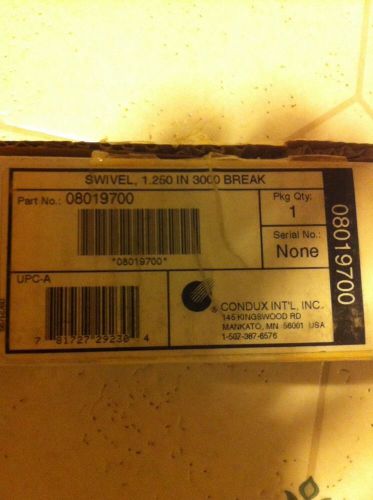 SWIVEL, 1.250 IN 3000 BREAK
Part No.: 08019700
*08019700*
Pkg Qty:
1
Serial No.:
None
08019700
UPC-A
7 81727 29230 4
® CONDUX INT'L, INC.
145 KINGSWOOD RD
MANKATO, MN 56001 USA
1-507-387-6576